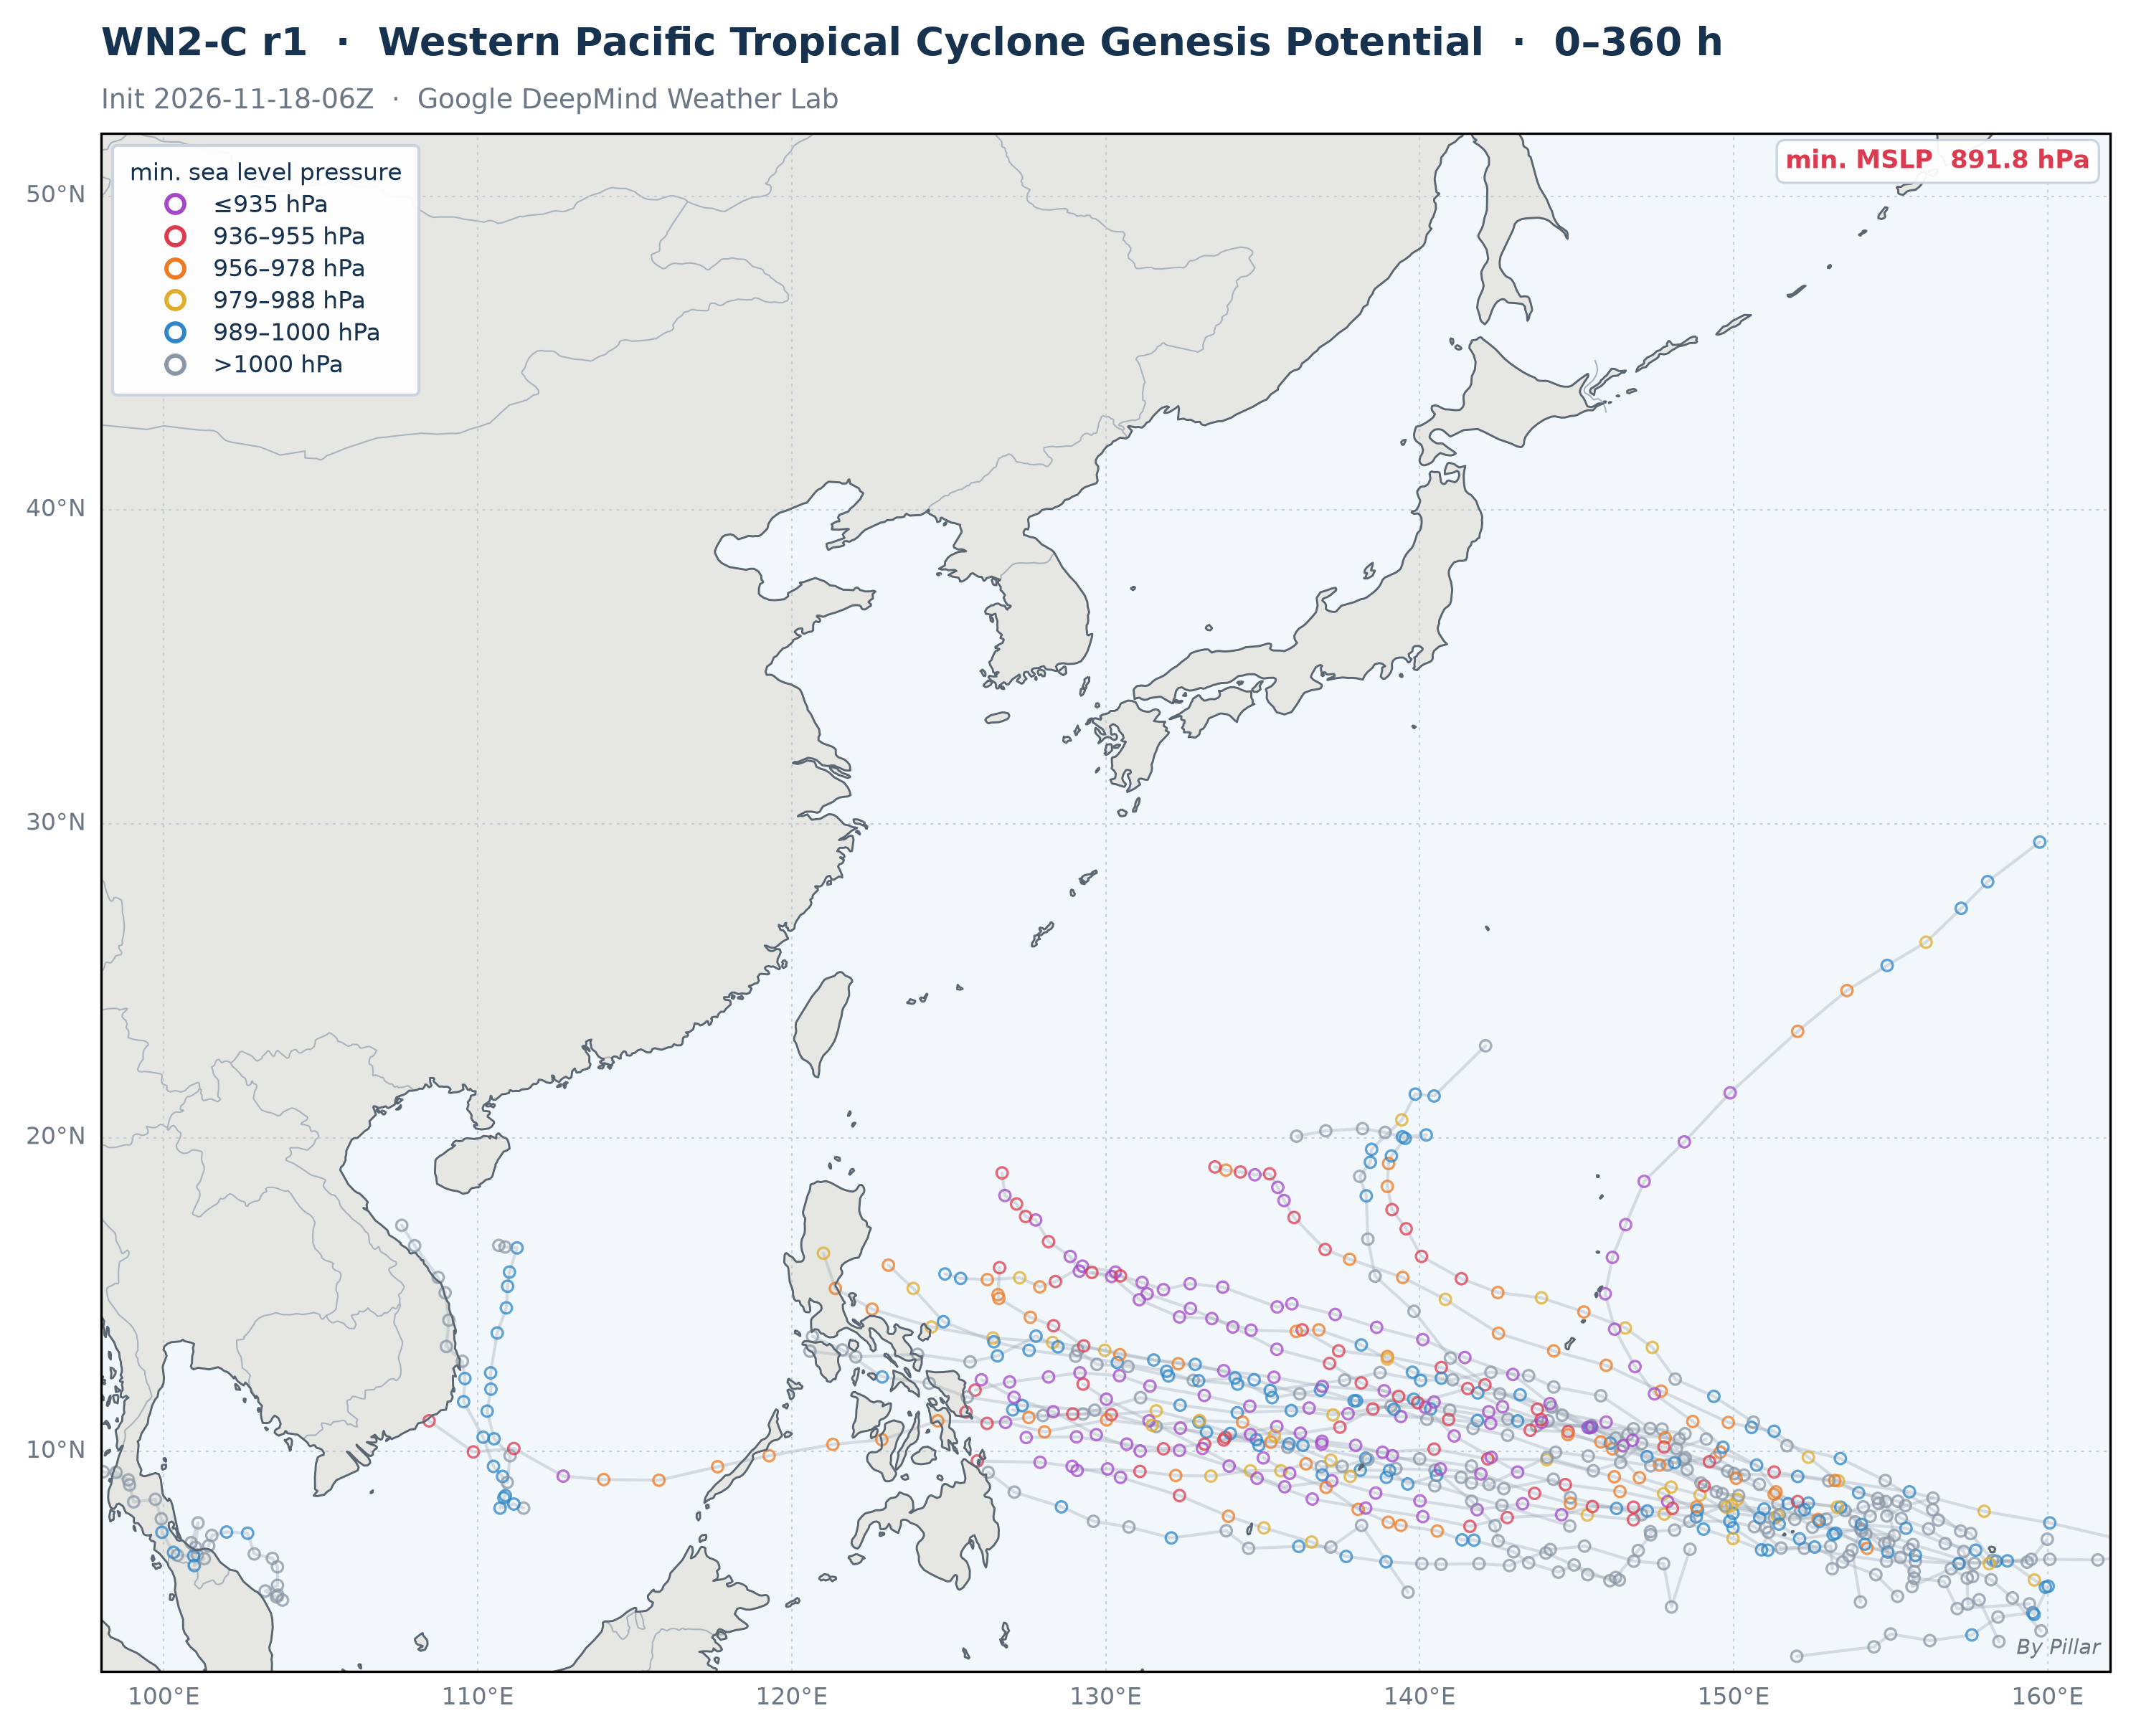 WN2-C r1 · Western Pacific Tropical Cyclone Genesis Potential · 0–360 h
Init 2026-11-18-06Z · Google DeepMind Weather Lab
min. MSLP 891.8 hPa
min. sea level pressure
≤935 hPa
936–955 hPa
956–978 hPa
979–988 hPa
989–1000 hPa
>1000 hPa
50°N
40°N
30°N
20°N
10°N
By Pillar
100°E 110°E 120°E 130°E 140°E 150°E 160°E